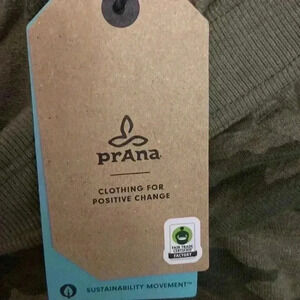 prAna
CLOTHING FOR
POSITIVE CHANGE
FAIR TRADE
CERTIFIED
FACTORY
SUSTAINABILITY MOVEMENT™